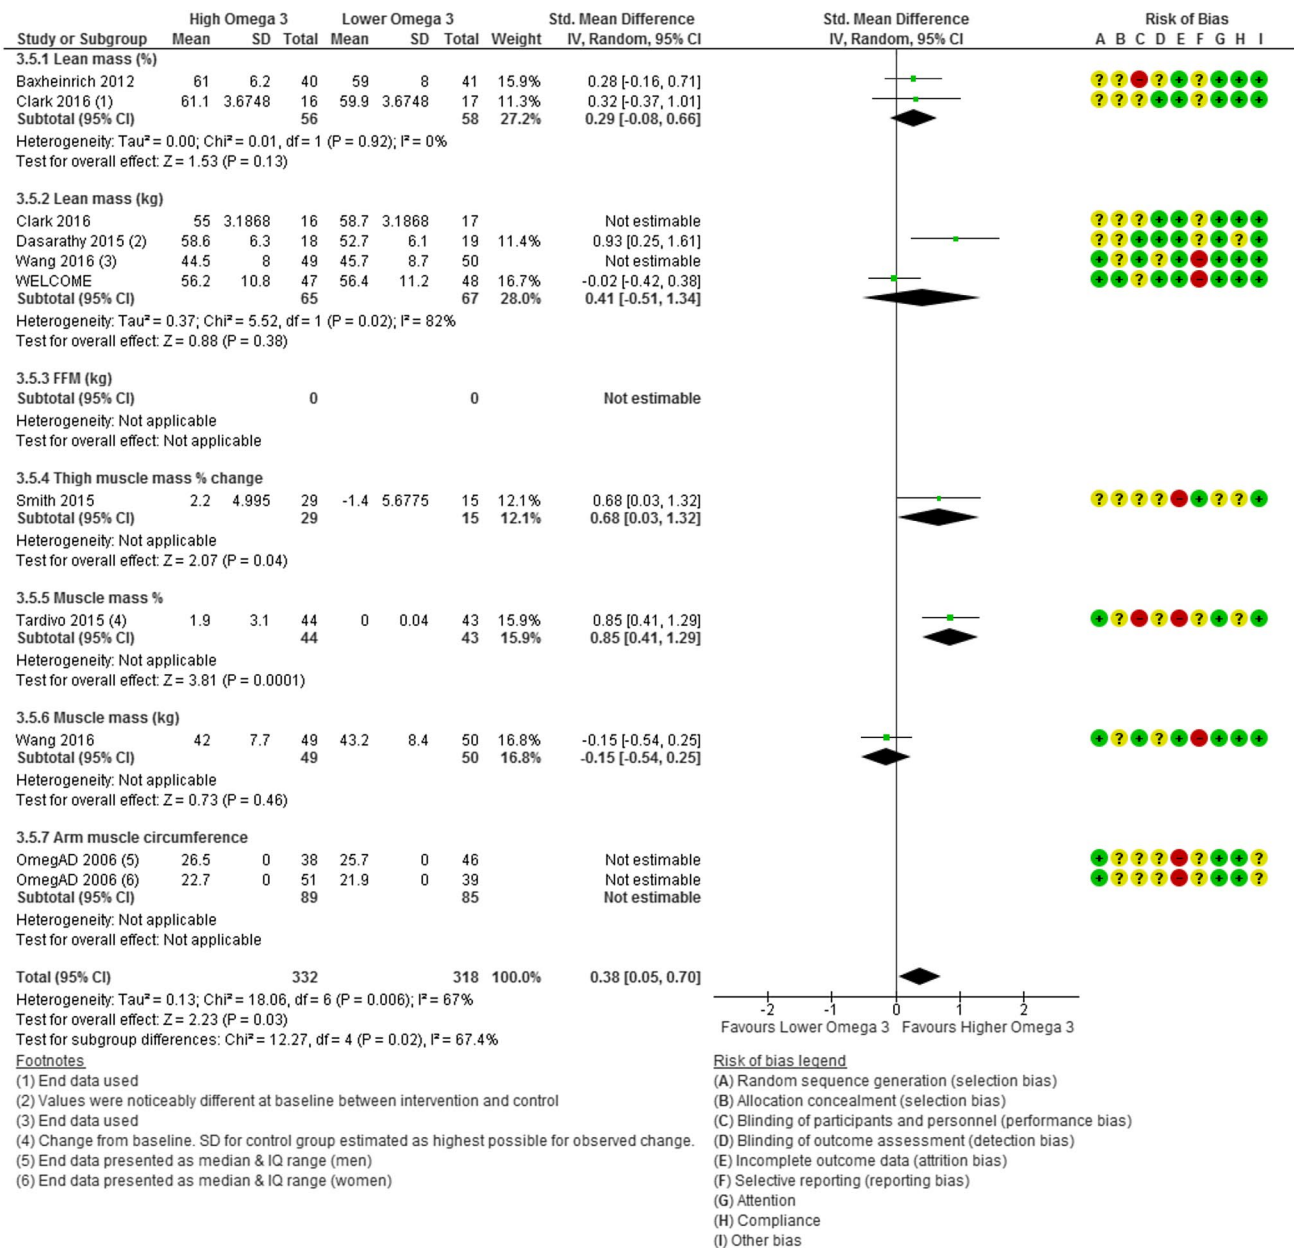 High Omega 3 Lower Omega 3 Std. Mean Difference Std. Mean Difference Risk of Bias
Study or Subgroup Mean SD Total Mean SD Total Weight IV, Random, 95% CI IV, Random, 95% CI A B C D E F G H I
3.5.1 Lean mass (%)
Baxheinrich 2012 61 6.2 40 59 8 41 15.9% 0.28 [-0.16, 0.71] ? ? - ? + ? + + +
Clark 2016 (1) 61.1 3.6748 16 59.9 3.6748 17 11.3% 0.32 [-0.37, 1.01] ? ? ? + + ? + + +
Subtotal (95% CI) 56 58 27.2% 0.29 [-0.08, 0.66]
Heterogeneity: Tau² = 0.00; Chi² = 0.01, df = 1 (P = 0.92); I² = 0%
Test for overall effect: Z = 1.53 (P = 0.13)
3.5.2 Lean mass (kg)
Clark 2016 55 3.1868 16 58.7 3.1868 17 Not estimable ? ? ? + + ? + + +
Dasarathy 2015 (2) 58.6 6.3 18 52.7 6.1 19 11.4% 0.93 [0.25, 1.61] ? ? + + + ? + ? +
Wang 2016 (3) 44.5 8 49 45.7 8.7 50 Not estimable + ? + ? + - + + +
WELCOME 56.2 10.8 47 56.4 11.2 48 16.7% -0.02 [-0.42, 0.38] + + ? + + - + + +
Subtotal (95% CI) 65 67 28.0% 0.41 [-0.51, 1.34]
Heterogeneity: Tau² = 0.37; Chi² = 5.52, df = 1 (P = 0.02); I² = 82%
Test for overall effect: Z = 0.88 (P = 0.38)
3.5.3 FFM (kg)
Subtotal (95% CI) 0 0 Not estimable
Heterogeneity: Not applicable
Test for overall effect: Not applicable
3.5.4 Thigh muscle mass % change
Smith 2015 2.2 4.995 29 -1.4 5.6775 15 12.1% 0.68 [0.03, 1.32] ? ? ? ? - + ? ? +
Subtotal (95% CI) 29 15 12.1% 0.68 [0.03, 1.32]
Heterogeneity: Not applicable
Test for overall effect: Z = 2.07 (P = 0.04)
3.5.5 Muscle mass %
Tardivo 2015 (4) 1.9 3.1 44 0 0.04 43 15.9% 0.85 [0.41, 1.29] + ? - ? - ? + ? +
Subtotal (95% CI) 44 43 15.9% 0.85 [0.41, 1.29]
Heterogeneity: Not applicable
Test for overall effect: Z = 3.81 (P = 0.0001)
3.5.6 Muscle mass (kg)
Wang 2016 42 7.7 49 43.2 8.4 50 16.8% -0.15 [-0.54, 0.25] + ? + ? + - + + +
Subtotal (95% CI) 49 50 16.8% -0.15 [-0.54, 0.25]
Heterogeneity: Not applicable
Test for overall effect: Z = 0.73 (P = 0.46)
3.5.7 Arm muscle circumference
OmegAD 2006 (5) 26.5 0 38 25.7 0 46 Not estimable + ? ? ? - ? + + ?
OmegAD 2006 (6) 22.7 0 51 21.9 0 39 Not estimable + ? ? ? - ? + + ?
Subtotal (95% CI) 89 85 Not estimable
Heterogeneity: Not applicable
Test for overall effect: Not applicable
Total (95% CI) 332 318 100.0% 0.38 [0.05, 0.70]
Heterogeneity: Tau² = 0.13; Chi² = 18.06, df = 6 (P = 0.006); I² = 67%
Test for overall effect: Z = 2.23 (P = 0.03)
Test for subgroup differences: Chi² = 12.27, df = 4 (P = 0.02), I² = 67.4%
-2 -1 0 1 2
Favours Lower Omega 3 Favours Higher Omega 3
Footnotes
(1) End data used
(2) Values were noticeably different at baseline between intervention and control
(3) End data used
(4) Change from baseline. SD for control group estimated as highest possible for observed change.
(5) End data presented as median & IQ range (men)
(6) End data presented as median & IQ range (women)
Risk of bias legend
(A) Random sequence generation (selection bias)
(B) Allocation concealment (selection bias)
(C) Blinding of participants and personnel (performance bias)
(D) Blinding of outcome assessment (detection bias)
(E) Incomplete outcome data (attrition bias)
(F) Selective reporting (reporting bias)
(G) Attention
(H) Compliance
(I) Other bias